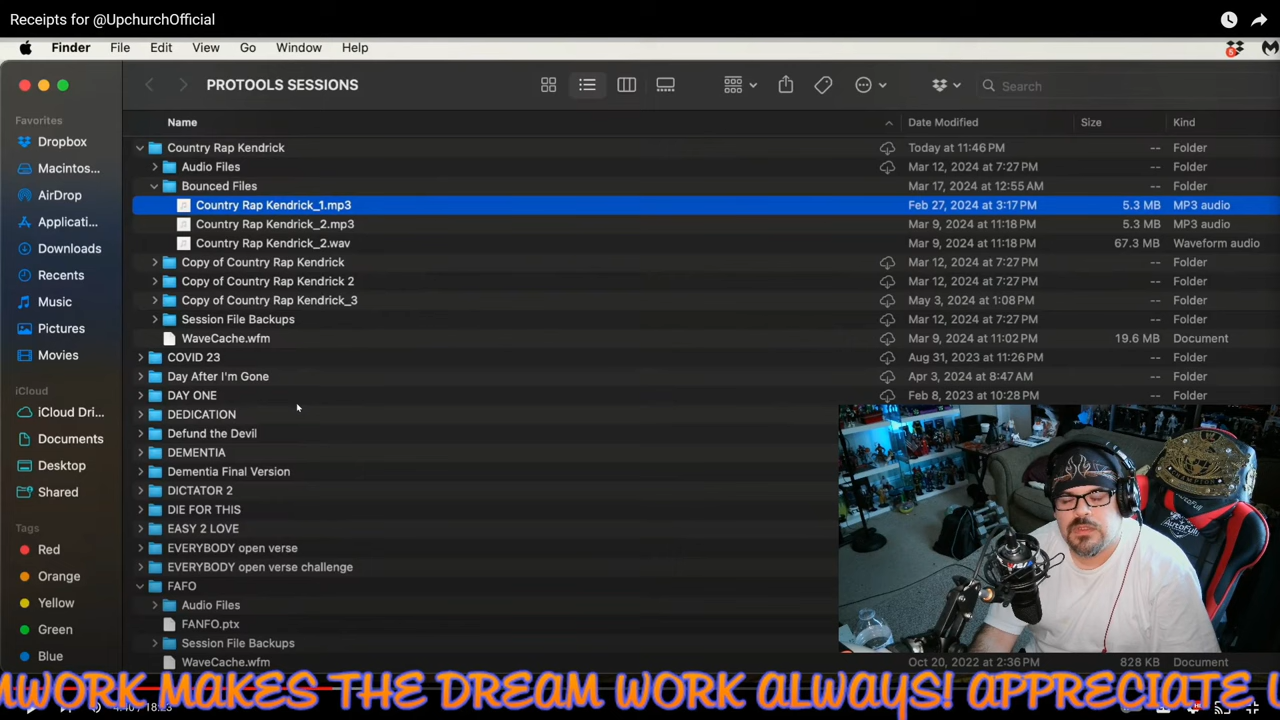 Receipts for @UpchurchOfficial
Finder File Edit View Go Window Help
5
PROTOOLS SESSIONS
Search
Favorites
Dropbox
Macintos...
AirDrop
Applicati...
Downloads
Recents
Music
Pictures
Movies
iCloud
iCloud Dri...
Documents
Desktop
Shared
Tags
Red
Orange
Yellow
Green
Blue
Name Date Modified Size Kind
Country Rap Kendrick Today at 11:46 PM -- Folder
Audio Files Mar 12, 2024 at 7:27 PM -- Folder
Bounced Files Mar 17, 2024 at 12:55 AM -- Folder
Country Rap Kendrick_1.mp3 Feb 27, 2024 at 3:17 PM 5.3 MB MP3 audio
Country Rap Kendrick_2.mp3 Mar 9, 2024 at 11:18 PM 5.3 MB MP3 audio
Country Rap Kendrick_2.wav Mar 9, 2024 at 11:18 PM 67.3 MB Waveform audio
Copy of Country Rap Kendrick Mar 12, 2024 at 7:27 PM -- Folder
Copy of Country Rap Kendrick 2 Mar 12, 2024 at 7:27 PM -- Folder
Copy of Country Rap Kendrick_3 May 3, 2024 at 1:08 PM -- Folder
Session File Backups Mar 12, 2024 at 7:27 PM -- Folder
WaveCache.wfm Mar 9, 2024 at 11:02 PM 19.6 MB Document
COVID 23 Aug 31, 2023 at 11:26 PM -- Folder
Day After I'm Gone Apr 3, 2024 at 8:47 AM -- Folder
DAY ONE Feb 8, 2023 at 10:28 PM -- Folder
DEDICATION
Defund the Devil
DEMENTIA
Dementia Final Version
DICTATOR 2
DIE FOR THIS
EASY 2 LOVE
EVERYBODY open verse
EVERYBODY open verse challenge
FAFO
Audio Files
FANFO.ptx
Session File Backups
WaveCache.wfm Oct 20, 2022 at 2:36 PM 828 KB Document
CHAMPION
AutoFull
MWORK MAKES THE DREAM WORK ALWAYS! APPRECIATE U
4:40 / 18:23